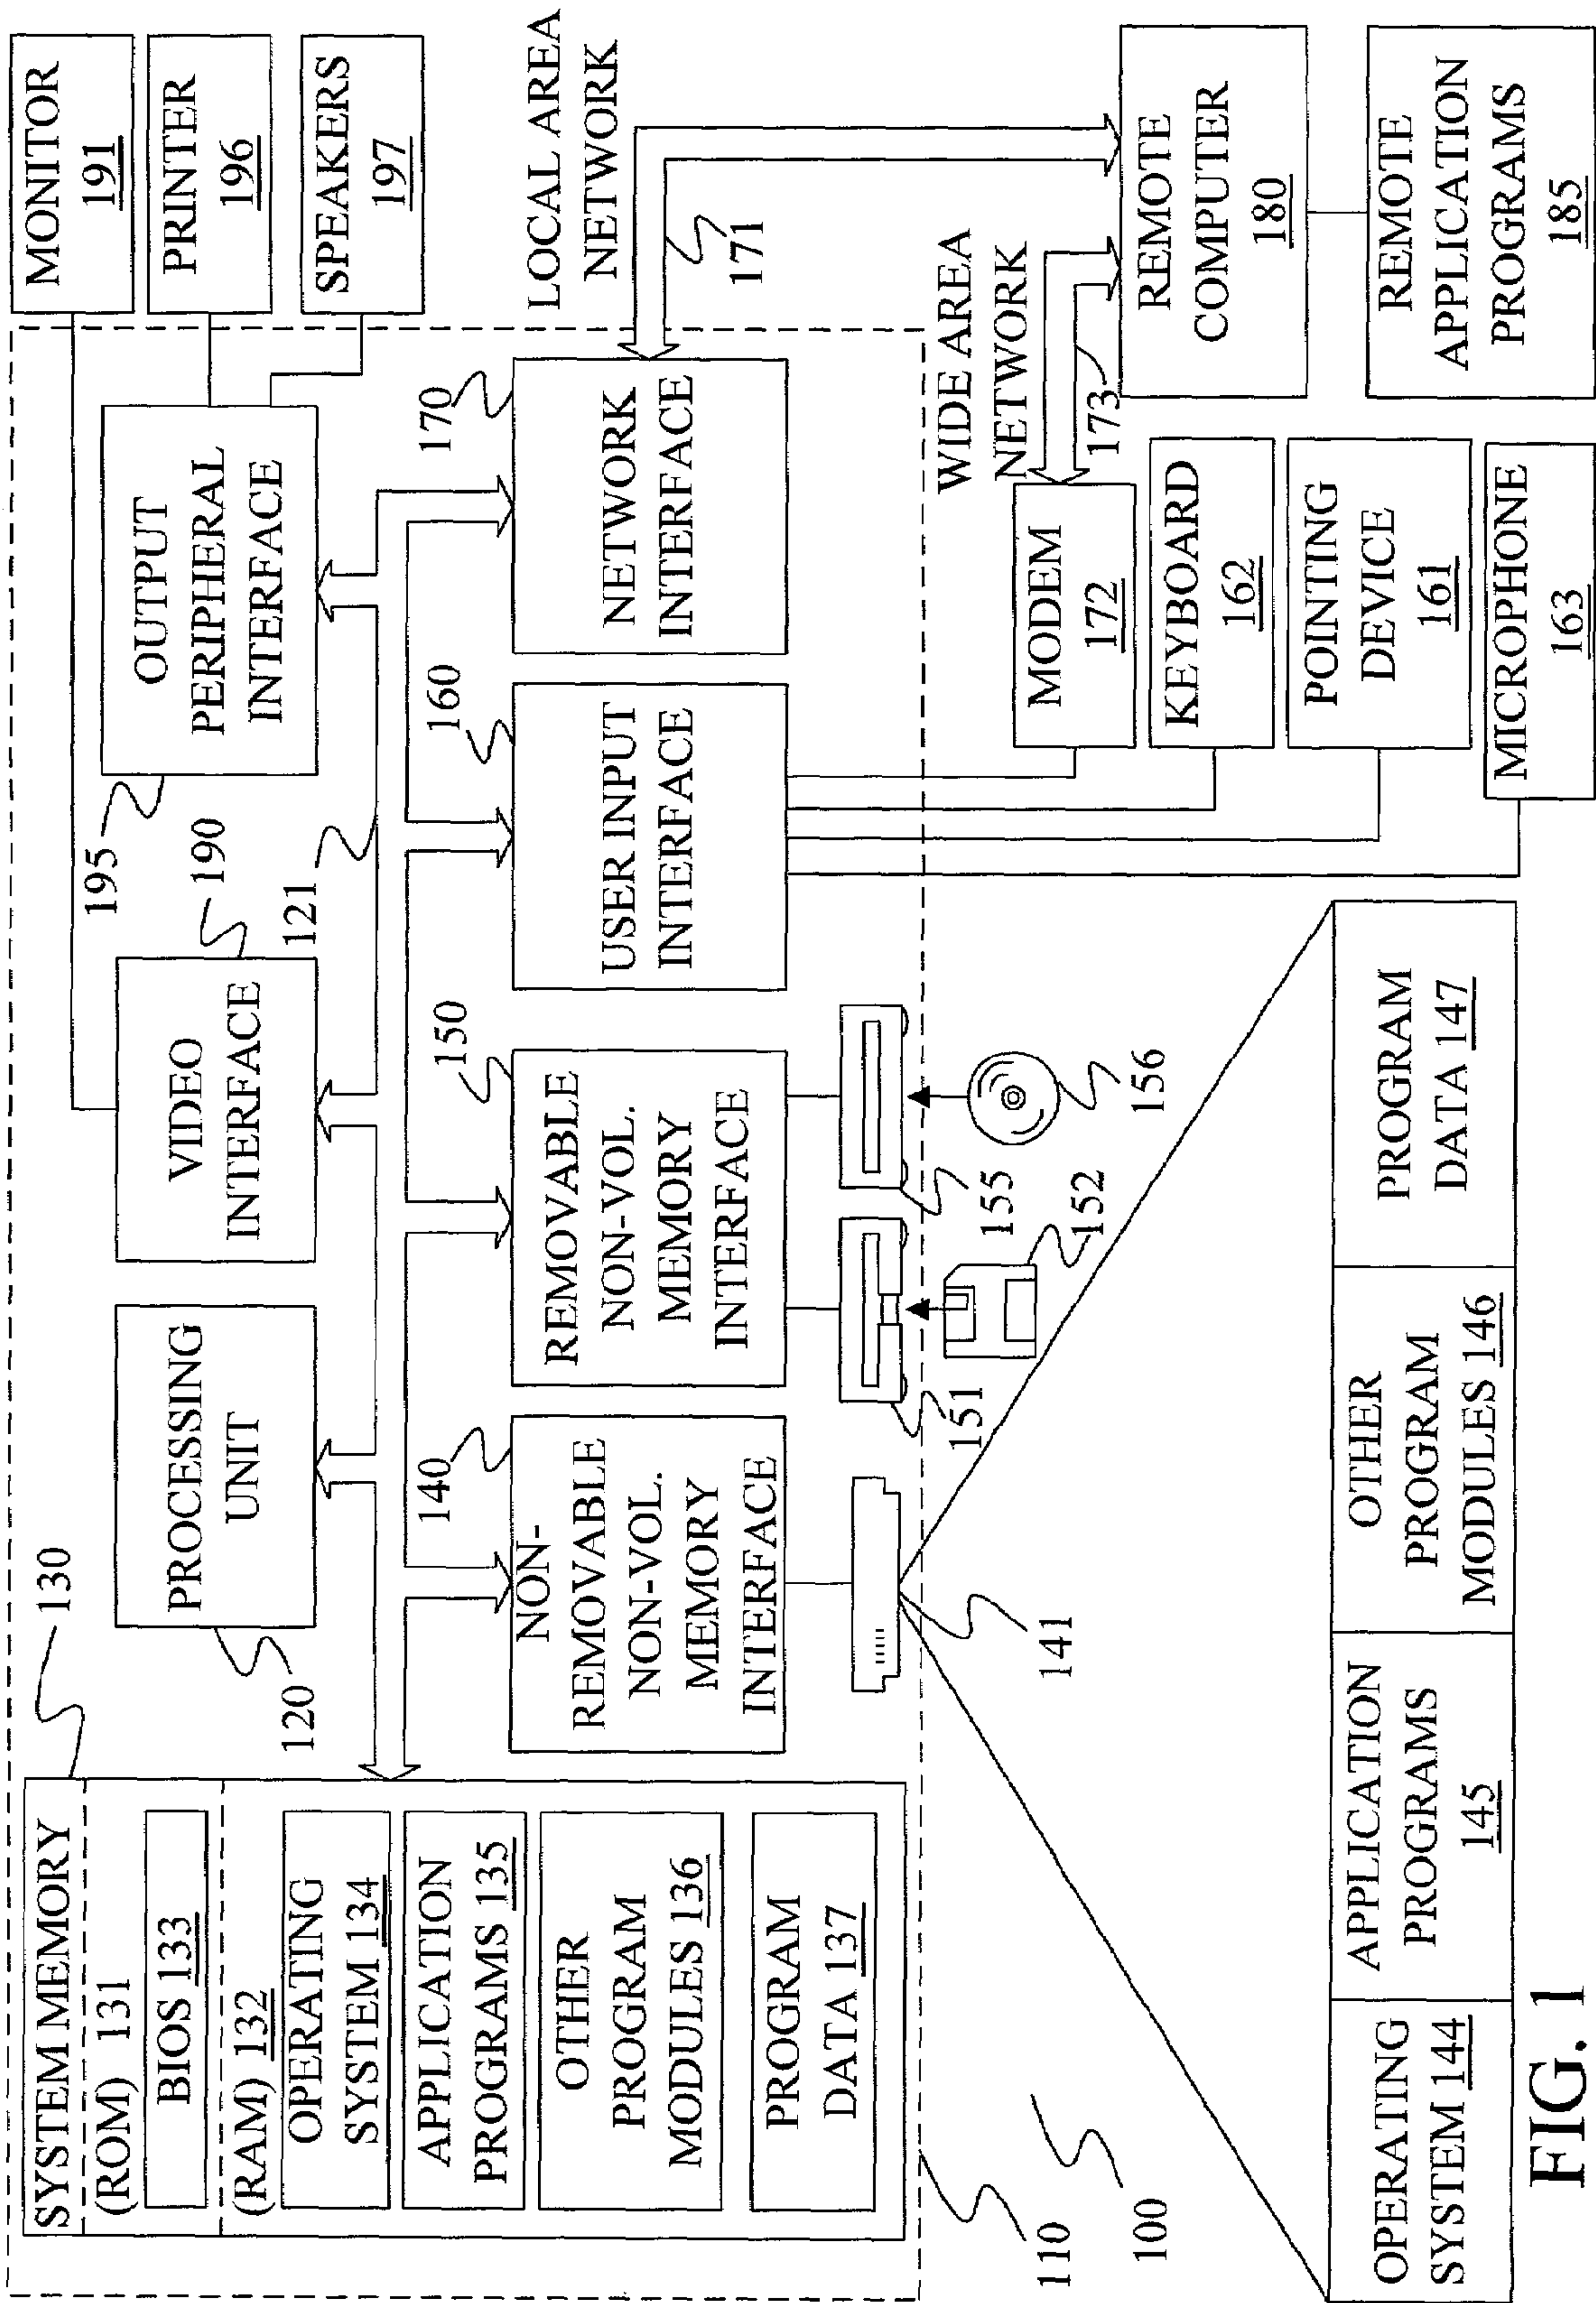 SYSTEM MEMORY
(ROM) 131
BIOS 133
(RAM) 132
OPERATING
SYSTEM 134
APPLICATION
PROGRAMS 135
OTHER
PROGRAM
MODULES 136
PROGRAM
DATA 137
130
PROCESSING
UNIT
120
VIDEO
INTERFACE
190
121
OUTPUT
PERIPHERAL
INTERFACE
195
MONITOR
191
PRINTER
196
SPEAKERS
197
NON-
REMOVABLE
NON-VOL.
MEMORY
INTERFACE
140
REMOVABLE
NON-VOL.
MEMORY
INTERFACE
150
USER INPUT
INTERFACE
160
NETWORK
INTERFACE
170
LOCAL AREA
NETWORK
171
141
151
152
155
156
WIDE AREA
NETWORK
173
MODEM
172
KEYBOARD
162
POINTING
DEVICE
161
MICROPHONE
163
REMOTE
COMPUTER
180
REMOTE
APPLICATION
PROGRAMS
185
110
100
OPERATING
SYSTEM 144
APPLICATION
PROGRAMS
145
OTHER
PROGRAM
MODULES 146
PROGRAM
DATA 147
FIG. 1